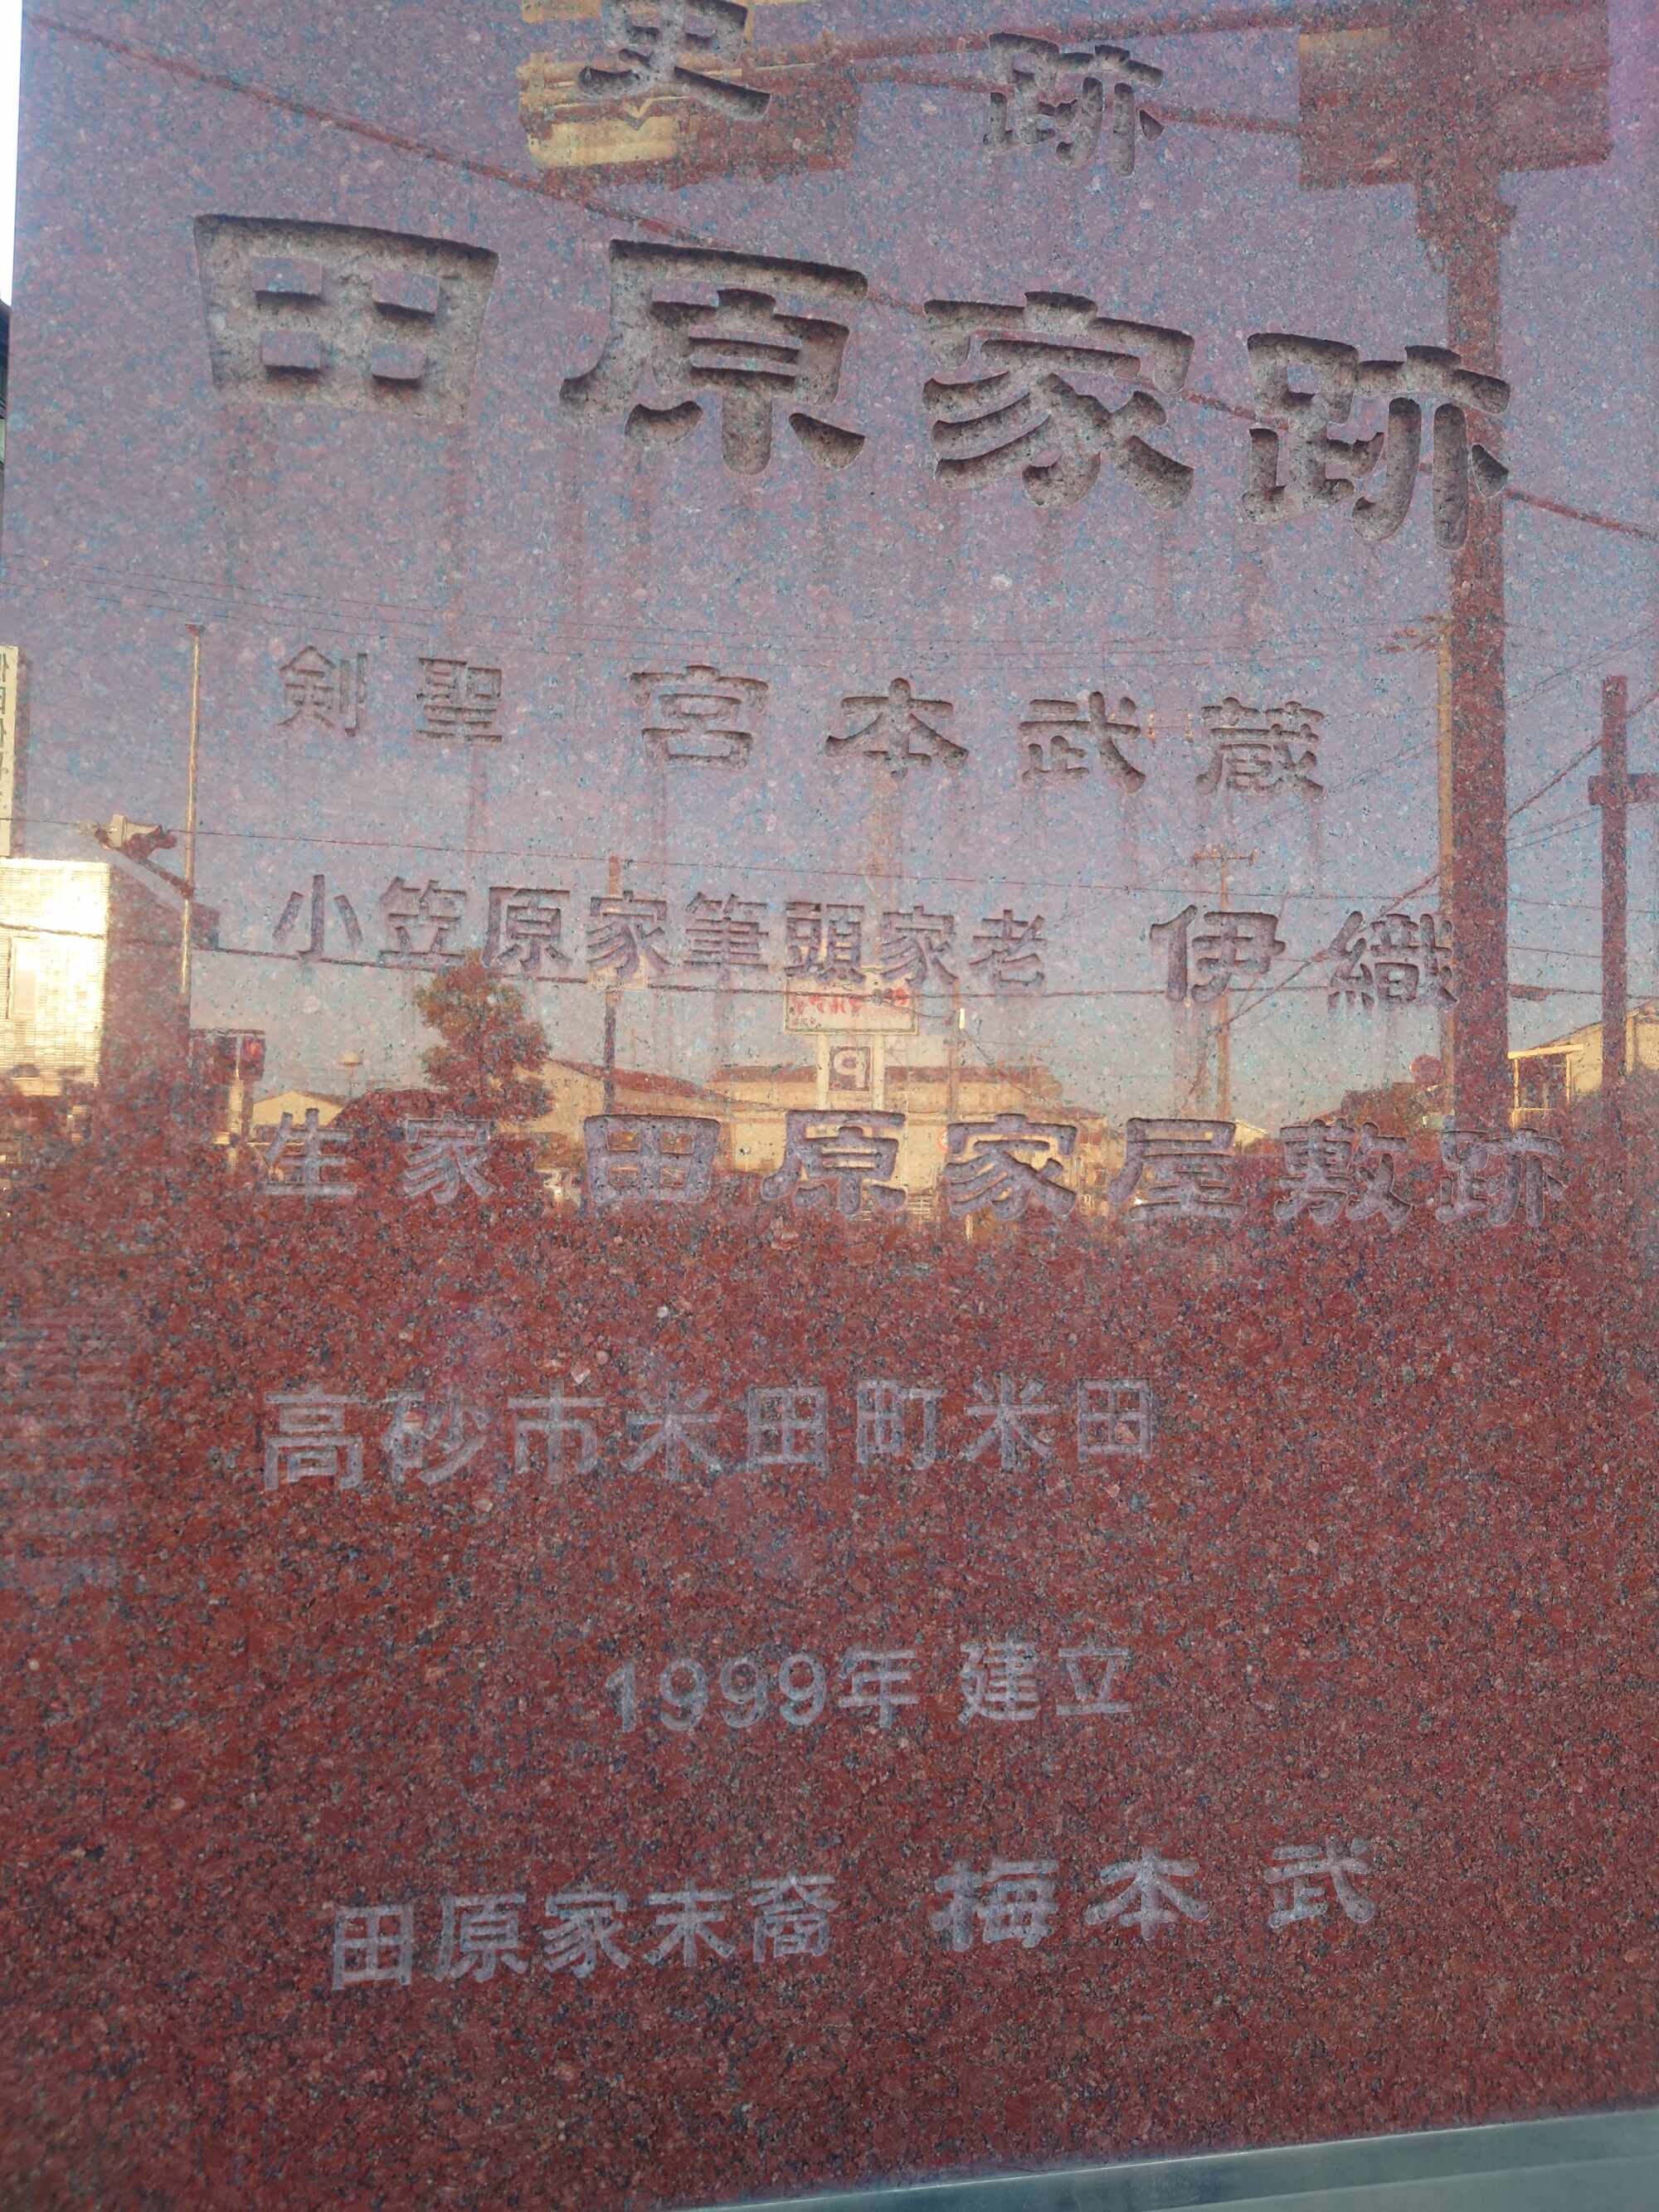 史跡
田原家跡
剣聖 宮本武蔵
小笠原家筆頭家老 伊織
生家 田原家屋敷跡
高砂市米田町米田
1999年 建立
田原家末裔 梅本 武